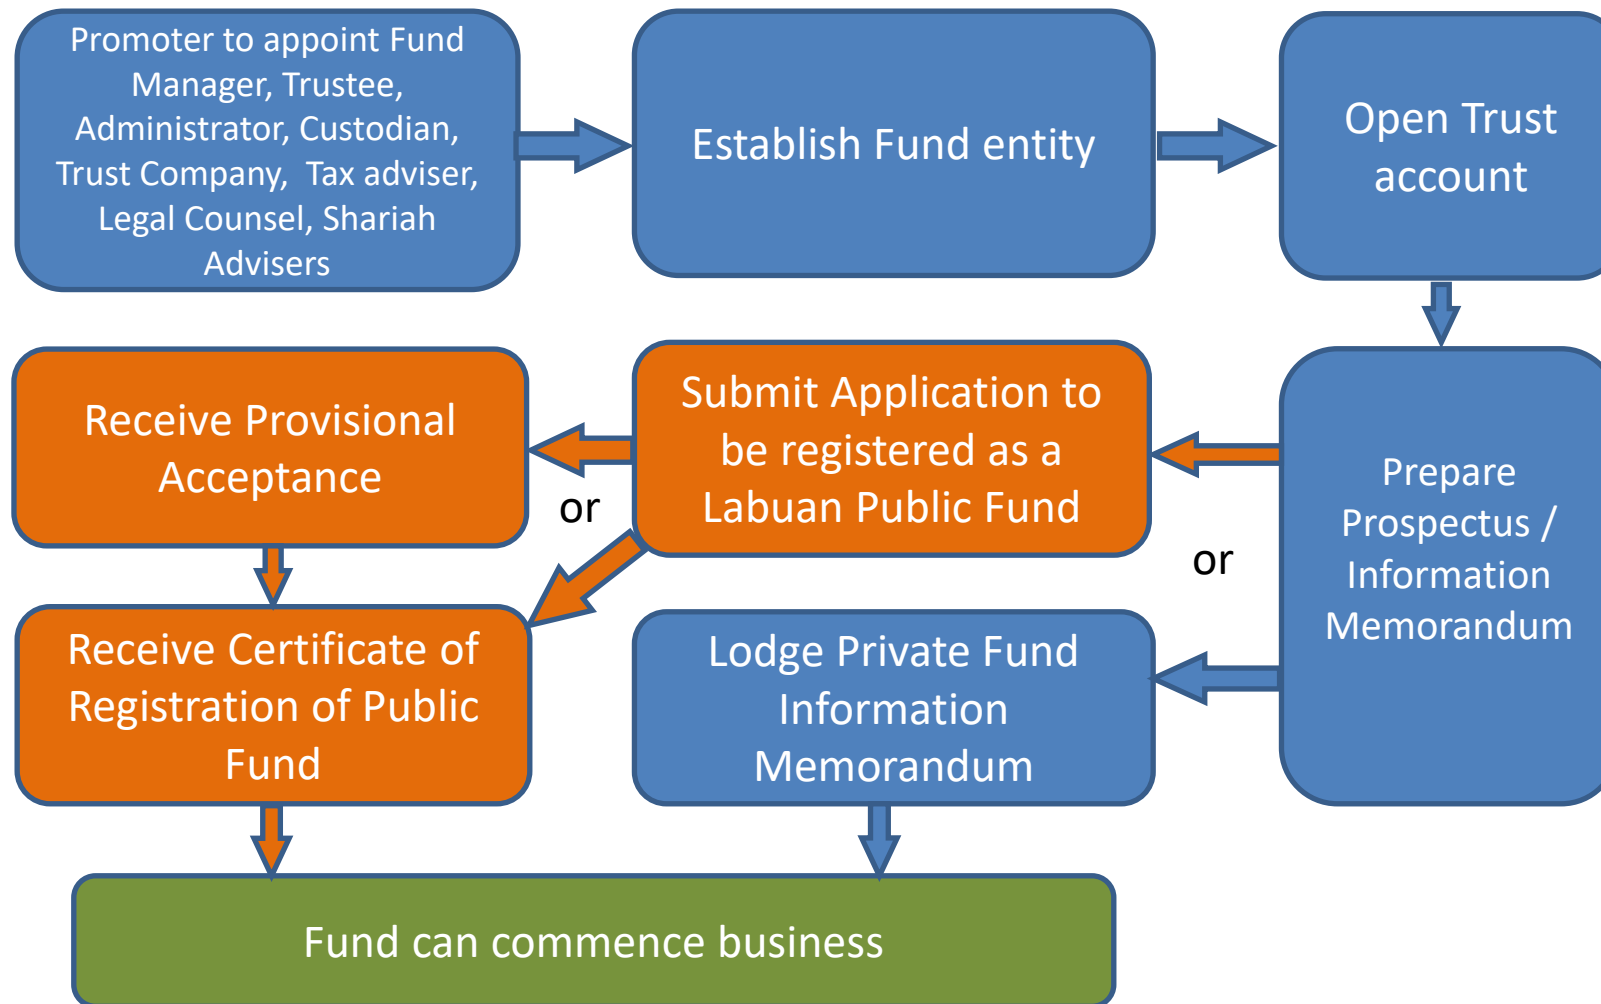 Promoter to appoint Fund
Manager, Trustee,
Administrator, Custodian,
Trust Company, Tax adviser,
Legal Counsel, Shariah
Advisers
Establish Fund entity
Open Trust
account
Receive Provisional
Acceptance
or
Submit Application to
be registered as a
Labuan Public Fund
or
Prepare
Prospectus /
Information
Memorandum
Receive Certificate of
Registration of Public
Fund
Lodge Private Fund
Information
Memorandum
Fund can commence business